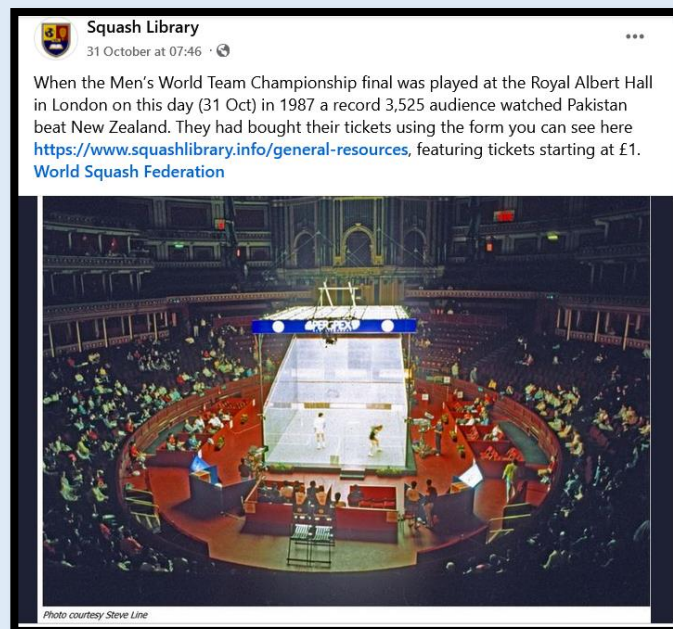 Squash Library
31 October at 07:46 ·
When the Men's World Team Championship final was played at the Royal Albert Hall
in London on this day (31 Oct) in 1987 a record 3,525 audience watched Pakistan
beat New Zealand. They had bought their tickets using the form you can see here
https://www.squashlibrary.info/general-resources, featuring tickets starting at £1.
World Squash Federation
PERSPEX
Photo courtesy Steve Line